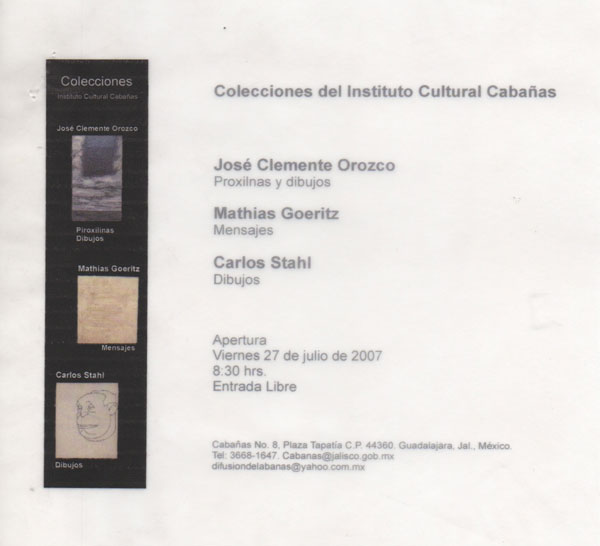 Colecciones
Instituto Cultural Cabañas
José Clemente Orozco
Piroxilinas
Dibujos
Mathias Goeritz
Mensajes
Carlos Stahl
Dibujos
Colecciones del Instituto Cultural Cabañas
José Clemente Orozco
Proxilnas y dibujos
Mathias Goeritz
Mensajes
Carlos Stahl
Dibujos
Apertura
Viernes 27 de julio de 2007
8:30 hrs.
Entrada Libre
Cabañas No. 8, Plaza Tapatía C.P. 44360. Guadalajara, Jal., México.
Tel: 3668-1647. Cabanas@jalisco.gob.mx
difusiondelabanas@yahoo.com.mx